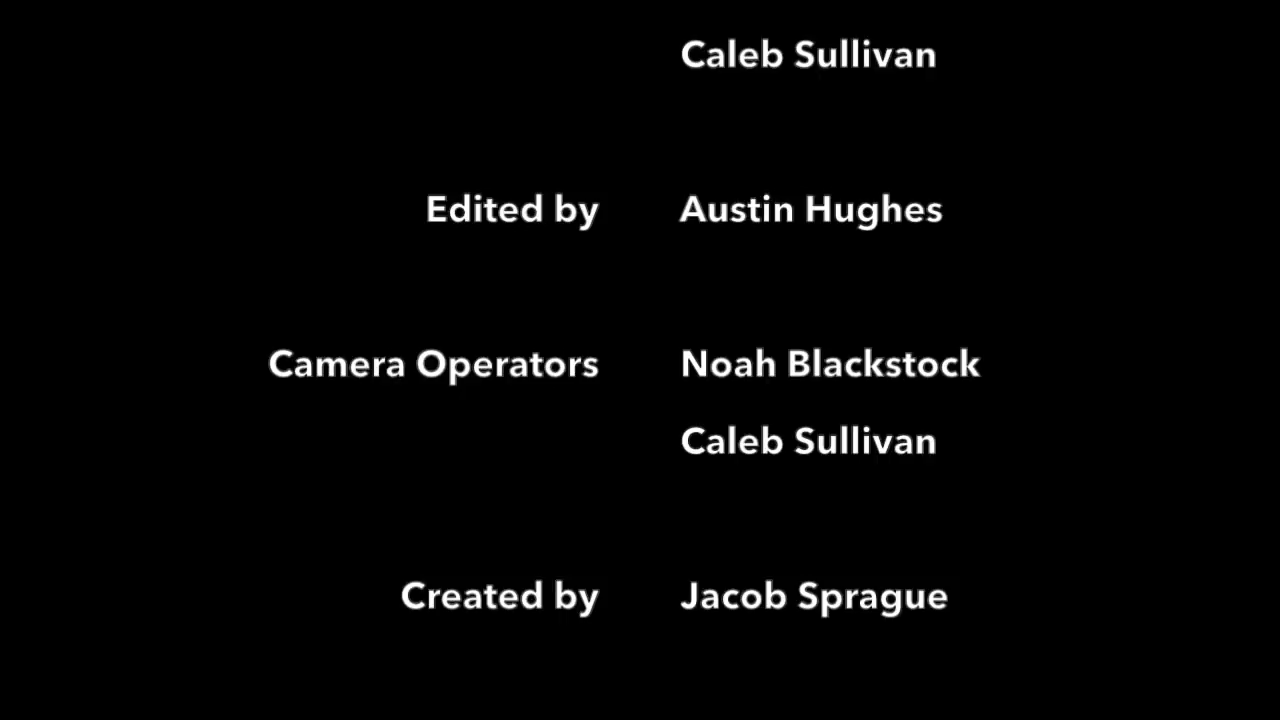 Caleb Sullivan
Edited by Austin Hughes
Camera Operators Noah Blackstock
Caleb Sullivan
Created by Jacob Sprague